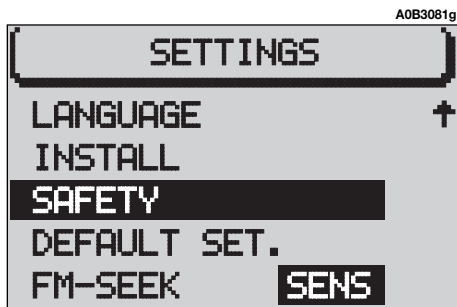 A0B3081g
SETTINGS
LANGUAGE
INSTALL
SAFETY
DEFAULT SET.
FM-SEEK SENS